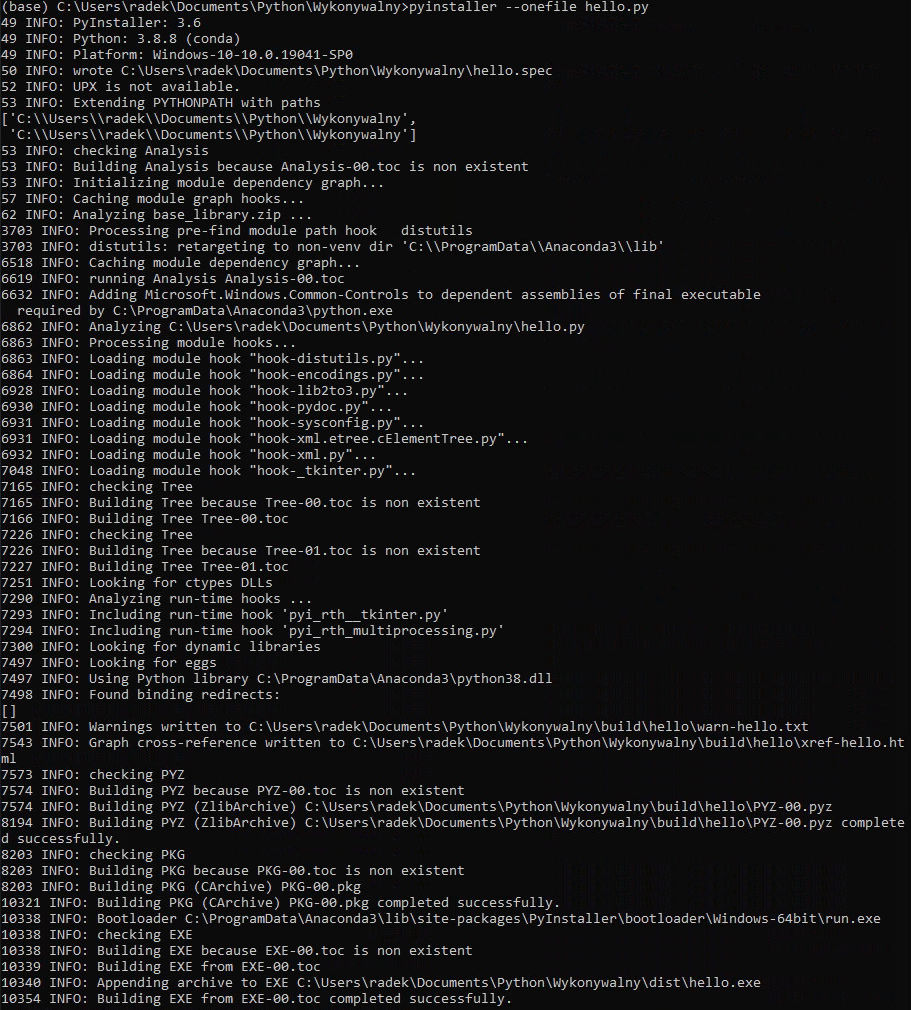 (base) C:\Users\radek\Documents\Python\Wykonywalny>pyinstaller --onefile hello.py
49 INFO: PyInstaller: 3.6
49 INFO: Python: 3.8.8 (conda)
49 INFO: Platform: Windows-10-10.0.19041-SP0
50 INFO: wrote C:\Users\radek\Documents\Python\Wykonywalny\hello.spec
52 INFO: UPX is not available.
53 INFO: Extending PYTHONPATH with paths
['C:\\Users\\radek\\Documents\\Python\\Wykonywalny',
 'C:\\Users\\radek\\Documents\\Python\\Wykonywalny']
53 INFO: checking Analysis
53 INFO: Building Analysis because Analysis-00.toc is non existent
53 INFO: Initializing module dependency graph...
57 INFO: Caching module graph hooks...
62 INFO: Analyzing base_library.zip ...
3703 INFO: Processing pre-find module path hook   distutils
3703 INFO: distutils: retargeting to non-venv dir 'C:\\ProgramData\\Anaconda3\\lib'
6518 INFO: Caching module dependency graph...
6619 INFO: running Analysis Analysis-00.toc
6632 INFO: Adding Microsoft.Windows.Common-Controls to dependent assemblies of final executable
  required by C:\ProgramData\Anaconda3\python.exe
6862 INFO: Analyzing C:\Users\radek\Documents\Python\Wykonywalny\hello.py
6863 INFO: Processing module hooks...
6863 INFO: Loading module hook "hook-distutils.py"...
6864 INFO: Loading module hook "hook-encodings.py"...
6928 INFO: Loading module hook "hook-lib2to3.py"...
6930 INFO: Loading module hook "hook-pydoc.py"...
6931 INFO: Loading module hook "hook-sysconfig.py"...
6931 INFO: Loading module hook "hook-xml.etree.cElementTree.py"...
6932 INFO: Loading module hook "hook-xml.py"...
7048 INFO: Loading module hook "hook-_tkinter.py"...
7165 INFO: checking Tree
7165 INFO: Building Tree because Tree-00.toc is non existent
7166 INFO: Building Tree Tree-00.toc
7226 INFO: checking Tree
7226 INFO: Building Tree because Tree-01.toc is non existent
7227 INFO: Building Tree Tree-01.toc
7251 INFO: Looking for ctypes DLLs
7290 INFO: Analyzing run-time hooks ...
7293 INFO: Including run-time hook 'pyi_rth__tkinter.py'
7294 INFO: Including run-time hook 'pyi_rth_multiprocessing.py'
7300 INFO: Looking for dynamic libraries
7497 INFO: Looking for eggs
7497 INFO: Using Python library C:\ProgramData\Anaconda3\python38.dll
7498 INFO: Found binding redirects:
[]
7501 INFO: Warnings written to C:\Users\radek\Documents\Python\Wykonywalny\build\hello\warn-hello.txt
7543 INFO: Graph cross-reference written to C:\Users\radek\Documents\Python\Wykonywalny\build\hello\xref-hello.ht
ml
7573 INFO: checking PYZ
7574 INFO: Building PYZ because PYZ-00.toc is non existent
7574 INFO: Building PYZ (ZlibArchive) C:\Users\radek\Documents\Python\Wykonywalny\build\hello\PYZ-00.pyz
8194 INFO: Building PYZ (ZlibArchive) C:\Users\radek\Documents\Python\Wykonywalny\build\hello\PYZ-00.pyz complete
d successfully.
8203 INFO: checking PKG
8203 INFO: Building PKG because PKG-00.toc is non existent
8203 INFO: Building PKG (CArchive) PKG-00.pkg
10321 INFO: Building PKG (CArchive) PKG-00.pkg completed successfully.
10338 INFO: Bootloader C:\ProgramData\Anaconda3\lib\site-packages\PyInstaller\bootloader\Windows-64bit\run.exe
10338 INFO: checking EXE
10338 INFO: Building EXE because EXE-00.toc is non existent
10339 INFO: Building EXE from EXE-00.toc
10340 INFO: Appending archive to EXE C:\Users\radek\Documents\Python\Wykonywalny\dist\hello.exe
10354 INFO: Building EXE from EXE-00.toc completed successfully.